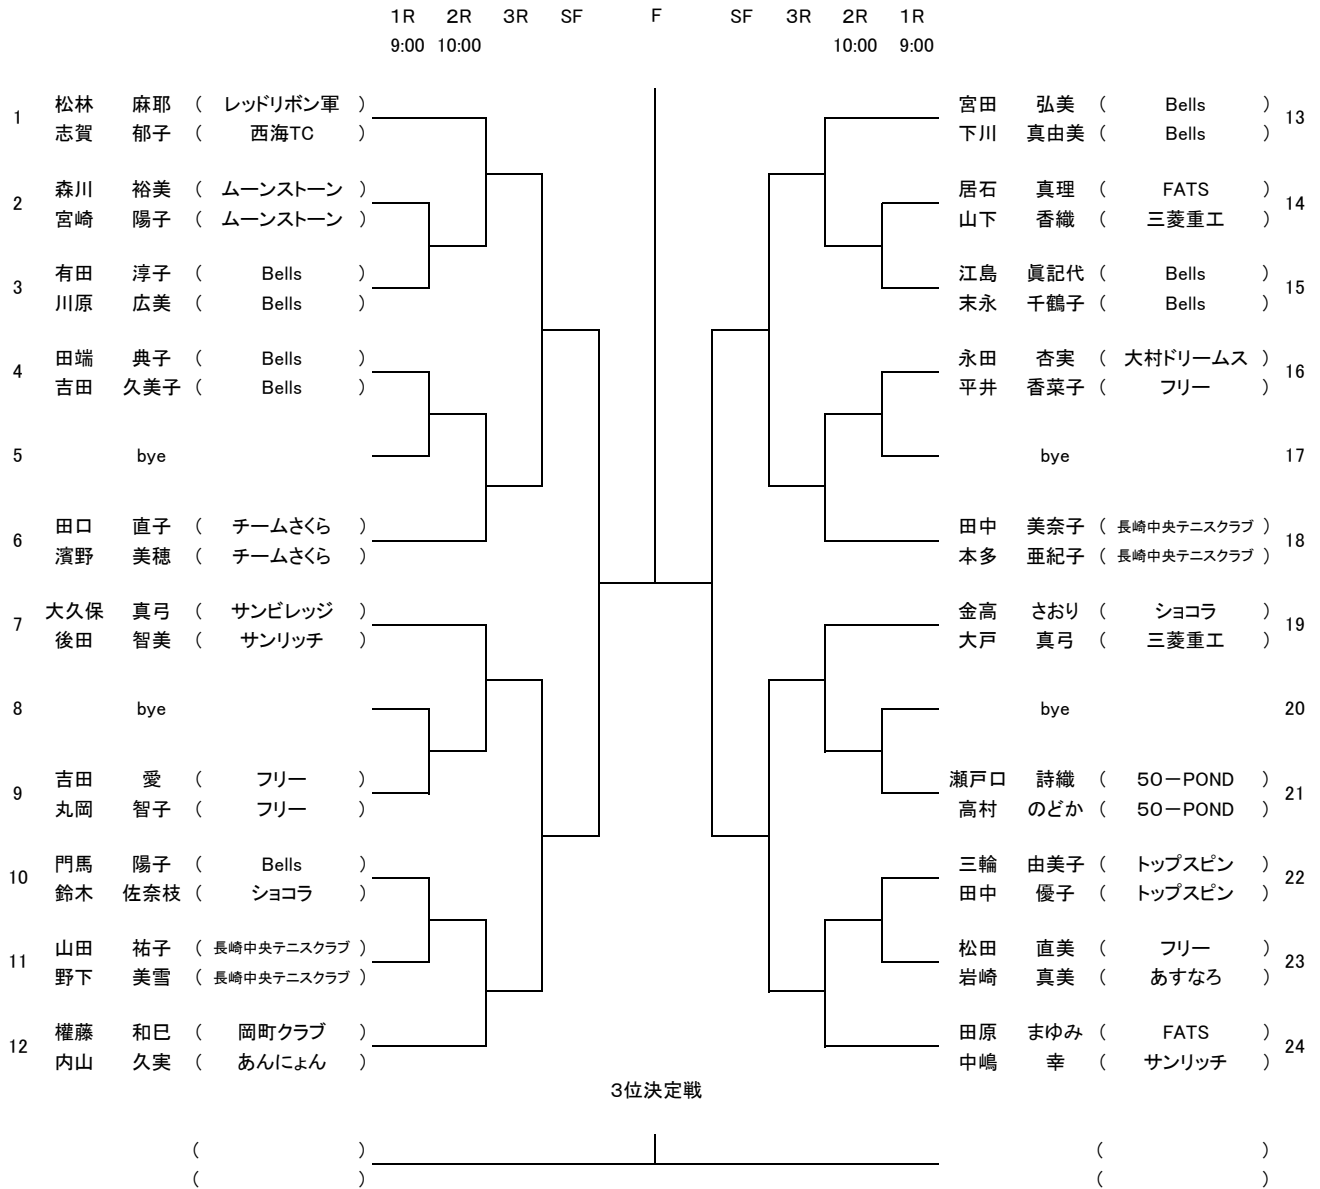 1R 2R 3R SF F SF 3R 2R 1R
9:00 10:00 10:00 9:00
1
松林 麻耶 ( レッドリボン軍 )
志賀 郁子 ( 西海TC )
2
森川 裕美 ( ムーンストーン )
宮崎 陽子 ( ムーンストーン )
3
有田 淳子 ( Bells )
川原 広美 ( Bells )
4
田端 典子 ( Bells )
吉田 久美子 ( Bells )
5 bye
6
田口 直子 ( チームさくら )
濱野 美穂 ( チームさくら )
7
大久保 真弓 ( サンビレッジ )
後田 智美 ( サンリッチ )
8 bye
9
吉田 愛 ( フリー )
丸岡 智子 ( フリー )
10
門馬 陽子 ( Bells )
鈴木 佐奈枝 ( ショコラ )
11
山田 祐子 ( 長崎中央テニスクラブ )
野下 美雪 ( 長崎中央テニスクラブ )
12
權藤 和巳 ( 岡町クラブ )
内山 久実 ( あんにょん )
宮田 弘美 ( Bells )
下川 真由美 ( Bells )
13
居石 真理 ( FATS )
山下 香織 ( 三菱重工 )
14
江島 眞記代 ( Bells )
末永 千鶴子 ( Bells )
15
永田 杏実 ( 大村ドリームス )
平井 香菜子 ( フリー )
16
bye 17
田中 美奈子 ( 長崎中央テニスクラブ )
本多 亜紀子 ( 長崎中央テニスクラブ )
18
金高 さおり ( ショコラ )
大戸 真弓 ( 三菱重工 )
19
bye 20
瀬戸口 詩織 ( 50－POND )
高村 のどか ( 50－POND )
21
三輪 由美子 ( トップスピン )
田中 優子 ( トップスピン )
22
松田 直美 ( フリー )
岩崎 真美 ( あすなろ )
23
田原 まゆみ ( FATS )
中嶋 幸 ( サンリッチ )
24
3位決定戦
( ) ( )
( ) ( )